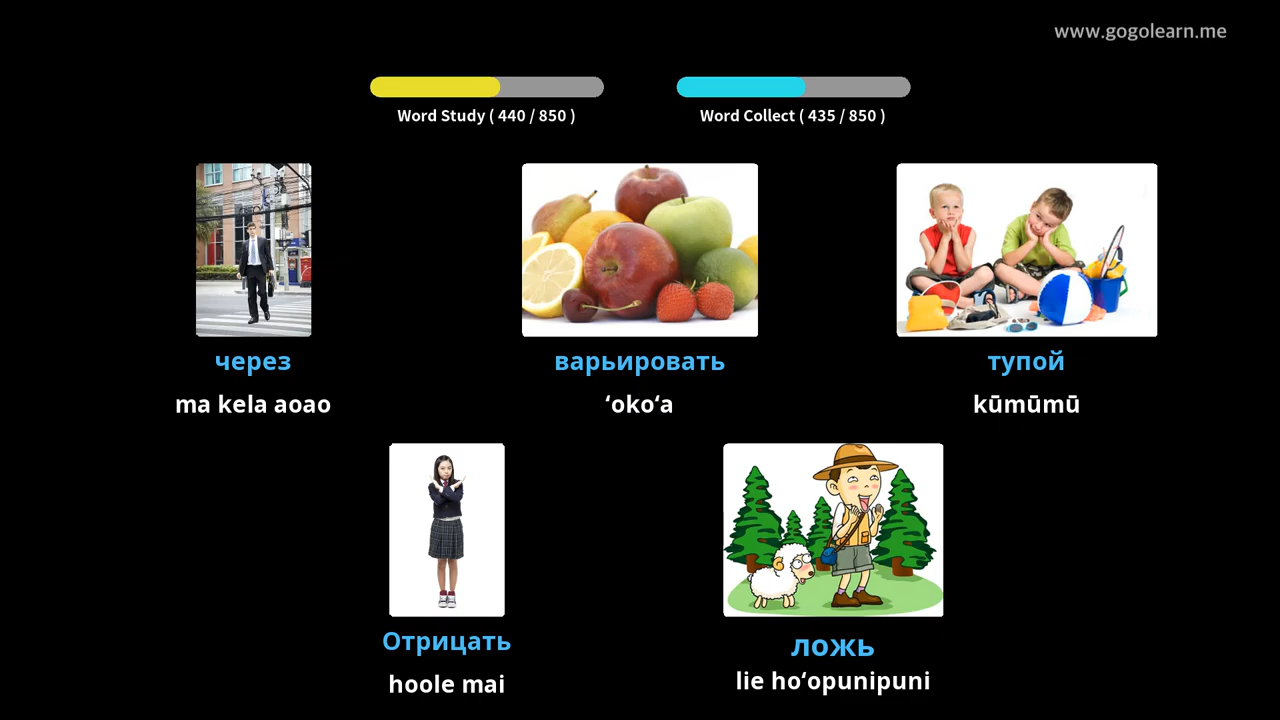 www.gogolearn.me
Word Study ( 440 / 850 )
Word Collect ( 435 / 850 )
через
варьировать
тупой
ma kela aoao
ʻokoʻa
kūmūmū
Отрицать
ложь
hoole mai
lie hoʻopunipuni